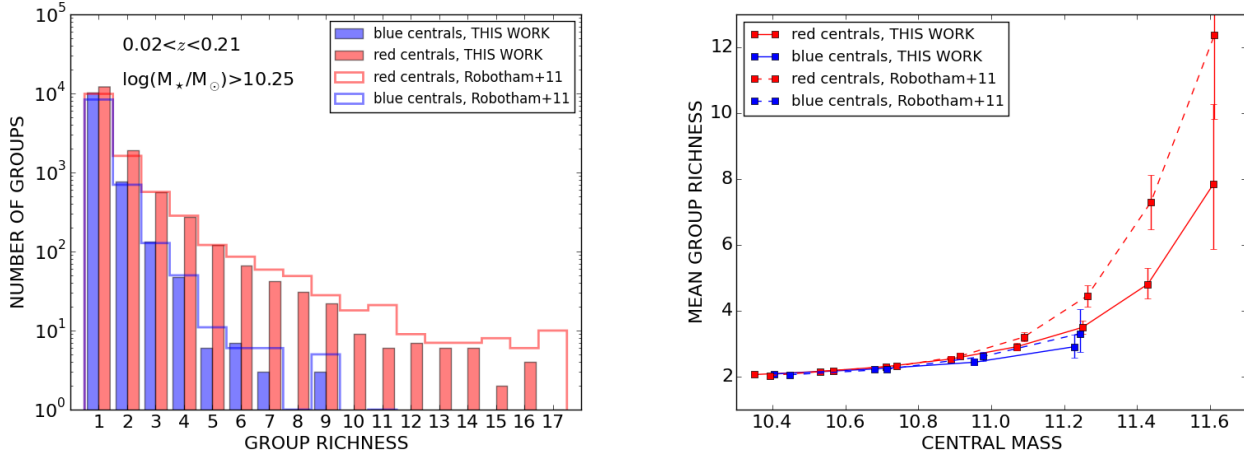 0.02<z<0.21
log(M⋆/M⊙)>10.25
blue centrals, THIS WORK
red centrals, THIS WORK
red centrals, Robotham+11
blue centrals, Robotham+11
10^5
10^4
10^3
10^2
10^1
10^0
NUMBER OF GROUPS
1 2 3 4 5 6 7 8 9 10 11 12 13 14 15 16 17
GROUP RICHNESS
red centrals, THIS WORK
blue centrals, THIS WORK
red centrals, Robotham+11
blue centrals, Robotham+11
12
10
8
6
4
2
MEAN GROUP RICHNESS
10.4 10.6 10.8 11.0 11.2 11.4 11.6
CENTRAL MASS